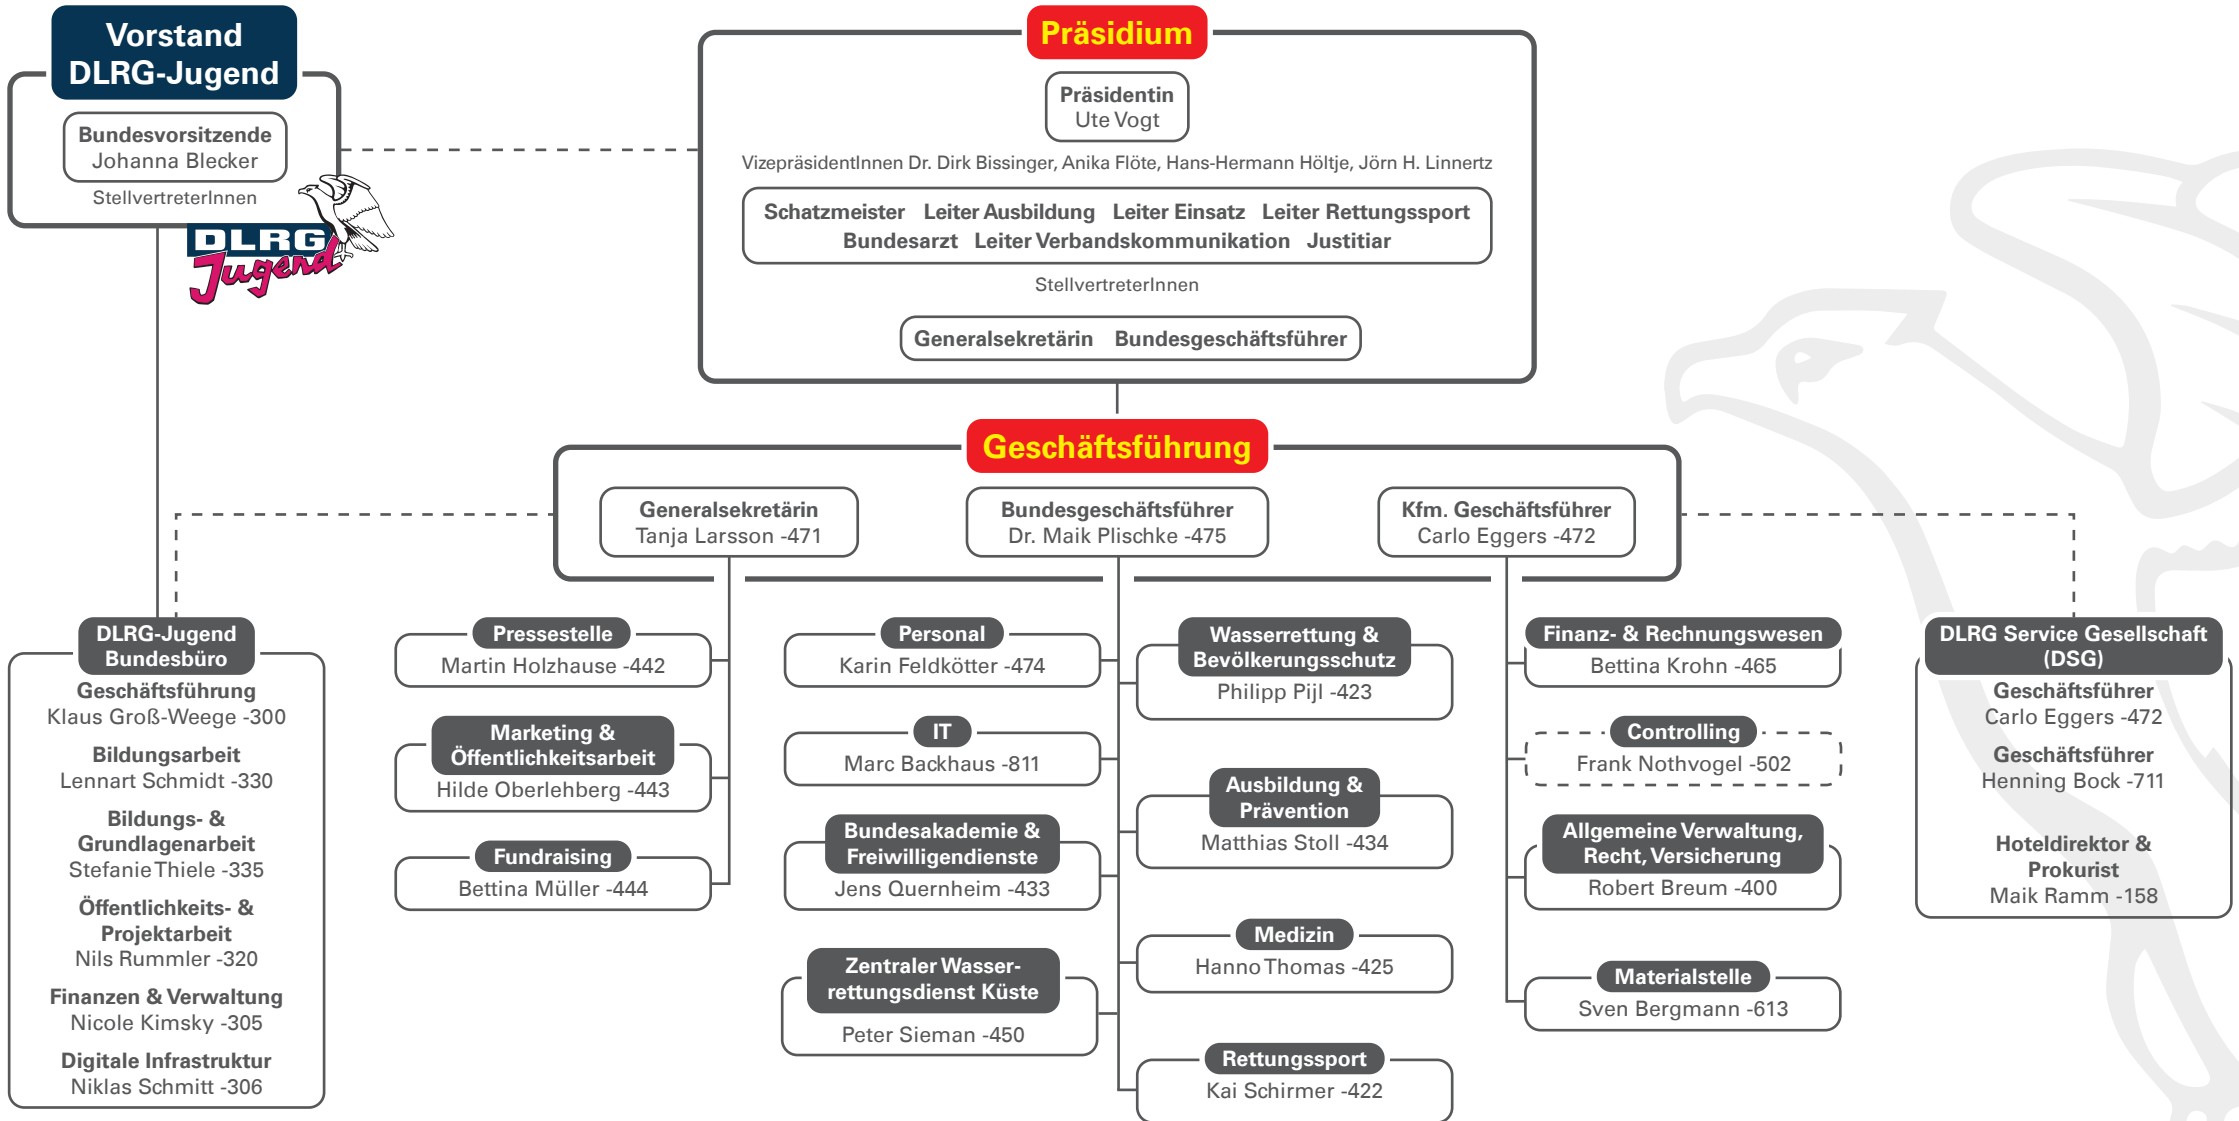 Vorstand
DLRG-Jugend
Bundesvorsitzende
Johanna Blecker
StellvertreterInnen
DLRG
Jugend
Präsidium
Präsidentin
Ute Vogt
VizepräsidentInnen Dr. Dirk Bissinger, Anika Flöte, Hans-Hermann Höltje, Jörn H. Linnertz
Schatzmeister Leiter Ausbildung Leiter Einsatz Leiter Rettungssport
Bundesarzt Leiter Verbandskommunikation Justitiar
StellvertreterInnen
Generalsekretärin Bundesgeschäftsführer
Geschäftsführung
Generalsekretärin
Tanja Larsson -471
Bundesgeschäftsführer
Dr. Maik Plischke -475
Kfm. Geschäftsführer
Carlo Eggers -472
DLRG-Jugend
Bundesbüro
Geschäftsführung
Klaus Groß-Weege -300
Bildungsarbeit
Lennart Schmidt -330
Bildungs- &
Grundlagenarbeit
Stefanie Thiele -335
Öffentlichkeits- &
Projektarbeit
Nils Rummler -320
Finanzen & Verwaltung
Nicole Kimsky -305
Digitale Infrastruktur
Niklas Schmitt -306
Pressestelle
Martin Holzhause -442
Marketing &
Öffentlichkeitsarbeit
Hilde Oberlehberg -443
Fundraising
Bettina Müller -444
Personal
Karin Feldkötter -474
IT
Marc Backhaus -811
Bundesakademie &
Freiwilligendienste
Jens Quernheim -433
Zentraler Wasser-
rettungsdienst Küste
Peter Sieman -450
Wasserrettung &
Bevölkerungsschutz
Philipp Pijl -423
Ausbildung &
Prävention
Matthias Stoll -434
Medizin
Hanno Thomas -425
Rettungssport
Kai Schirmer -422
Finanz- & Rechnungswesen
Bettina Krohn -465
Controlling
Frank Nothvogel -502
Allgemeine Verwaltung,
Recht, Versicherung
Robert Breum -400
Materialstelle
Sven Bergmann -613
DLRG Service Gesellschaft
(DSG)
Geschäftsführer
Carlo Eggers -472
Geschäftsführer
Henning Bock -711
Hoteldirektor &
Prokurist
Maik Ramm -158